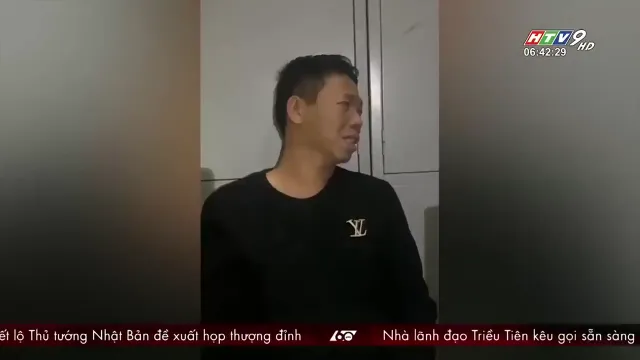 HTV9 HD
06:42:29
ết lộ Thủ tướng Nhật Bản đề xuất họp thượng đỉnh 60 Nhà lãnh đạo Triều Tiên kêu gọi sẵn sàng